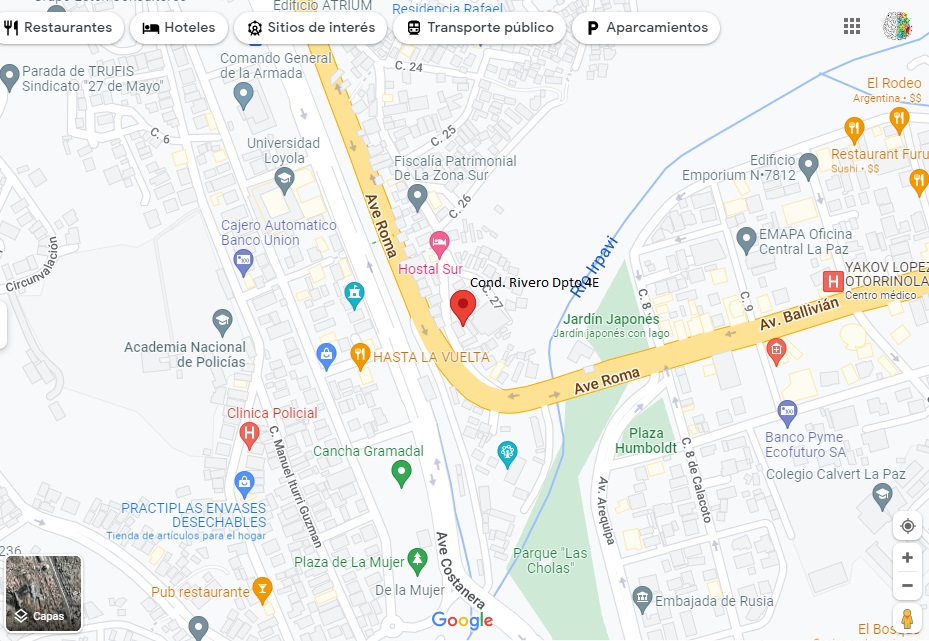 Edificio ATRIUM
Residencia Rafael
Restaurantes
Hoteles
Sitios de interés
Transporte público
Aparcamientos
Comando General
de la Armada
C. 24
Parada de TRUFIS
Sindicato "27 de Mayo"
El Rodeo
Argentina • $$
C. 6
C. 25
Universidad
Loyola
Fiscalía Patrimonial
De La Zona Sur
Edificio
Emporium N•7812
Restaurant Furu
Sushi • $$
C. 26
Ave Roma
Cajero Automatico
Banco Union
EMAPA Oficina
Central La Paz
Circunvalación
Hostal Sur
Río Irpavi
YAKOV LOPEZ
OTORRINOLA
Centro médico
Cond. Rivero Dpto 4E
C. 27
C. 8
C. 9
Av. Ballivián
Jardín Japonés
Jardín japonés con lago
Academia Nacional
de Policías
HASTA LA VUELTA
Ave Roma
Clinica Policial
Plaza
Humboldt
Banco Pyme
Ecofuturo SA
C. Manuel Iturri Guzman
Cancha Gramadal
C. 8 de Calacoto
Colegio Calvert La Paz
PRACTIPLAS ENVASES
DESECHABLES
Tienda de artículos para el hogar
Av. Arequipa
236
Ave Costanera
Plaza de La Mujer
Parque "Las
Cholas"
De la Mujer
Pub restaurante
Embajada de Rusia
Capas
Google
El Bosque